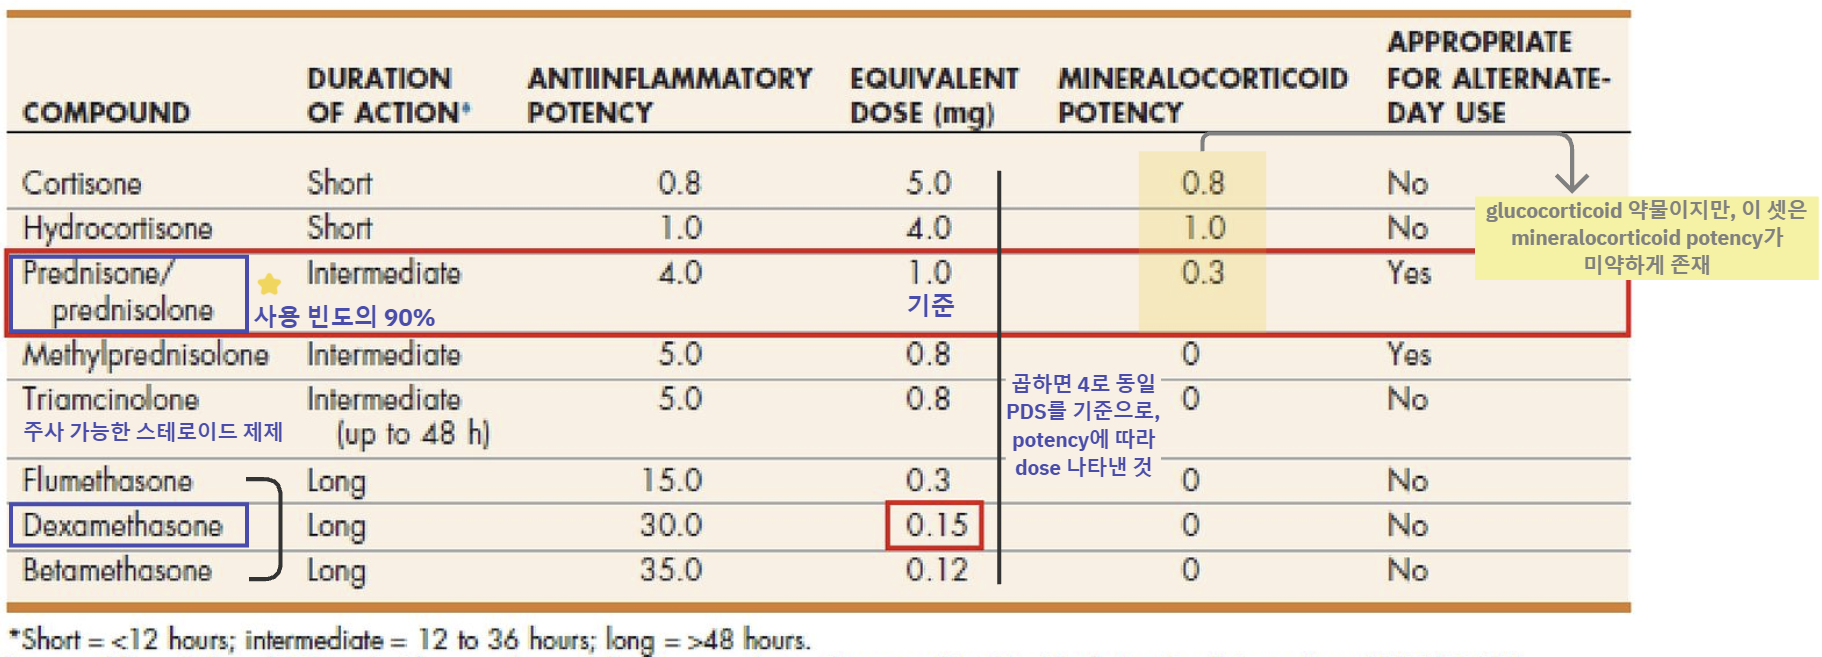 COMPOUND
DURATION
OF ACTION*
ANTIINFLAMMATORY
POTENCY
EQUIVALENT
DOSE (mg)
MINERALOCORTICOID
POTENCY
APPROPRIATE
FOR ALTERNATE-
DAY USE
Cortisone Short 0.8 5.0 0.8 No
Hydrocortisone Short 1.0 4.0 1.0 No
glucocorticoid 약물이지만, 이 셋은
mineralocorticoid potency가
미약하게 존재
Prednisone/ Intermediate 4.0 1.0 0.3 Yes
prednisolone
사용 빈도의 90%
기준
Methylprednisolone Intermediate 5.0 0.8 0 Yes
Triamcinolone Intermediate 5.0 0.8 0 No
(up to 48 h)
주사 가능한 스테로이드 제제
곱하면 4로 동일
PDS를 기준으로,
potency에 따라
dose 나타낸 것
Flumethasone Long 15.0 0.3 0 No
Dexamethasone Long 30.0 0.15 0 No
Betamethasone Long 35.0 0.12 0 No
*Short = <12 hours; intermediate = 12 to 36 hours; long = >48 hours.